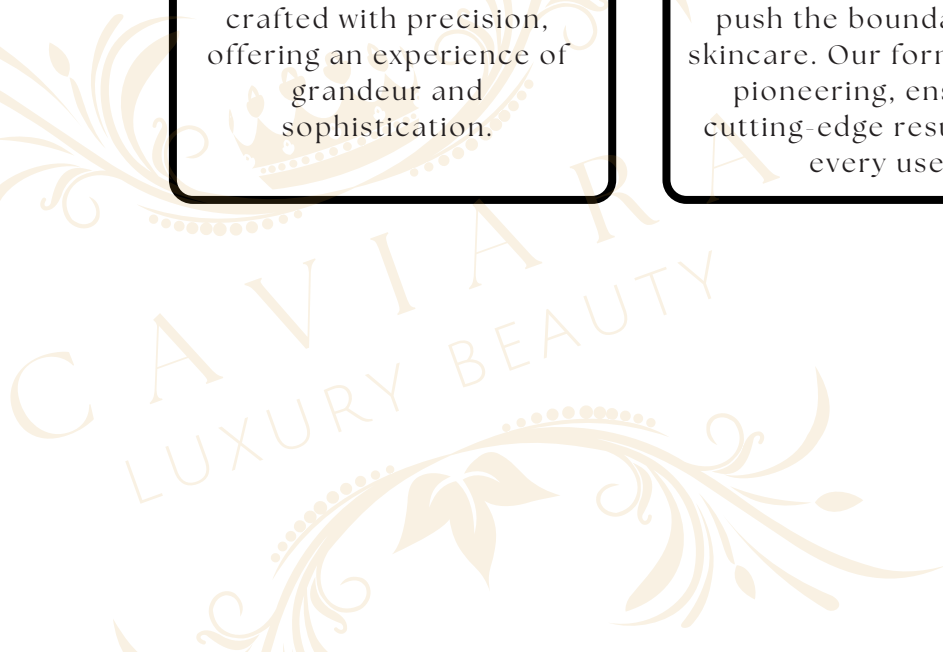 crafted with precision,
offering an experience of
grandeur and
sophistication.
push the bounda
skincare. Our form
pioneering, ens
cutting-edge resu
every use
CAVIARA
LUXURY BEAUTY